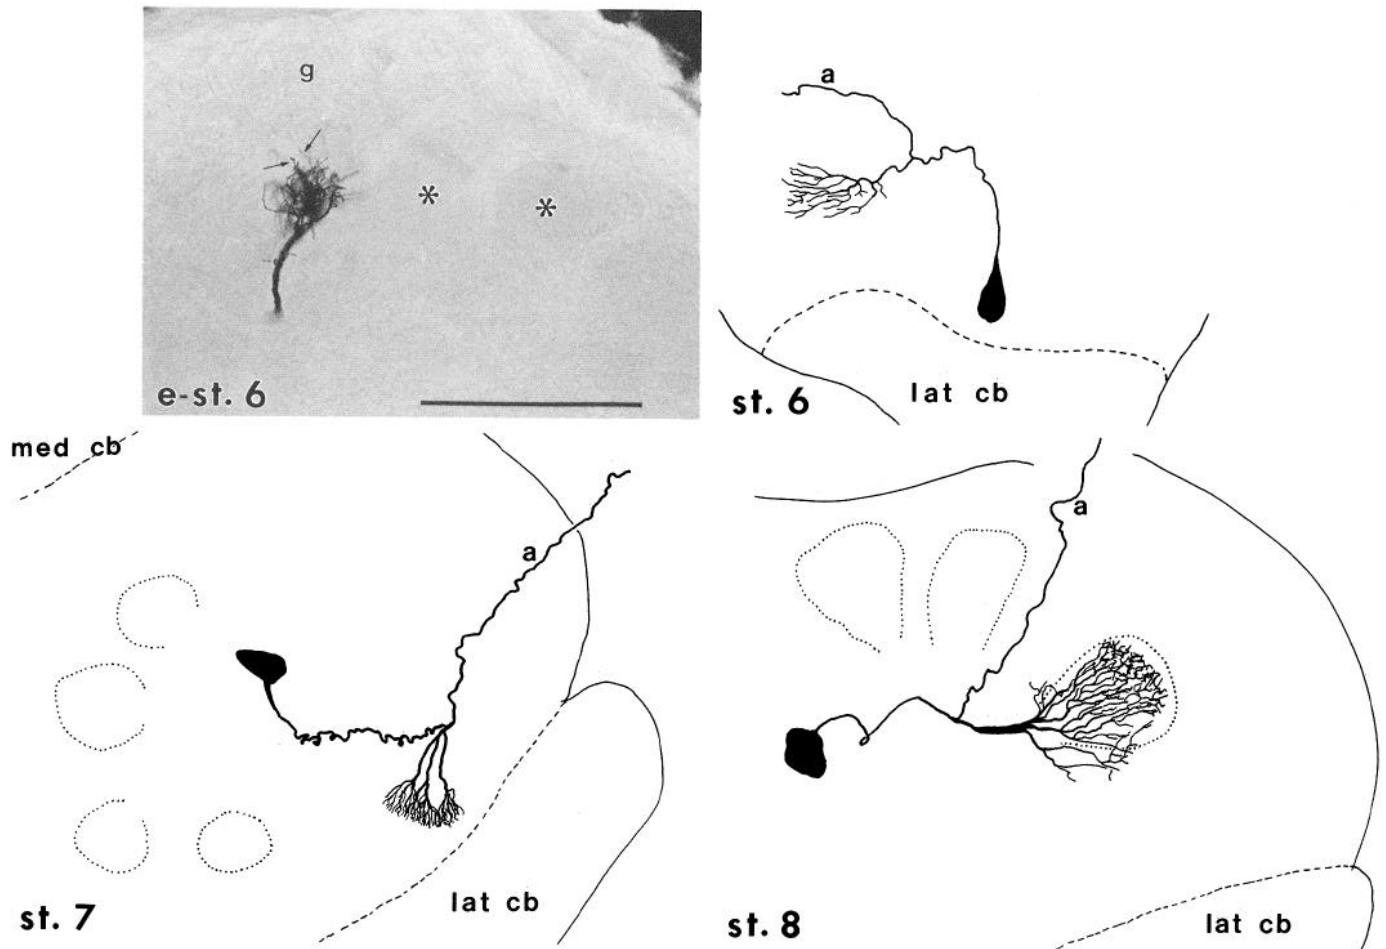 g
* *
e-st. 6
a
lat cb
st. 6
med cb
a
lat cb
st. 7
a
lat cb
st. 8